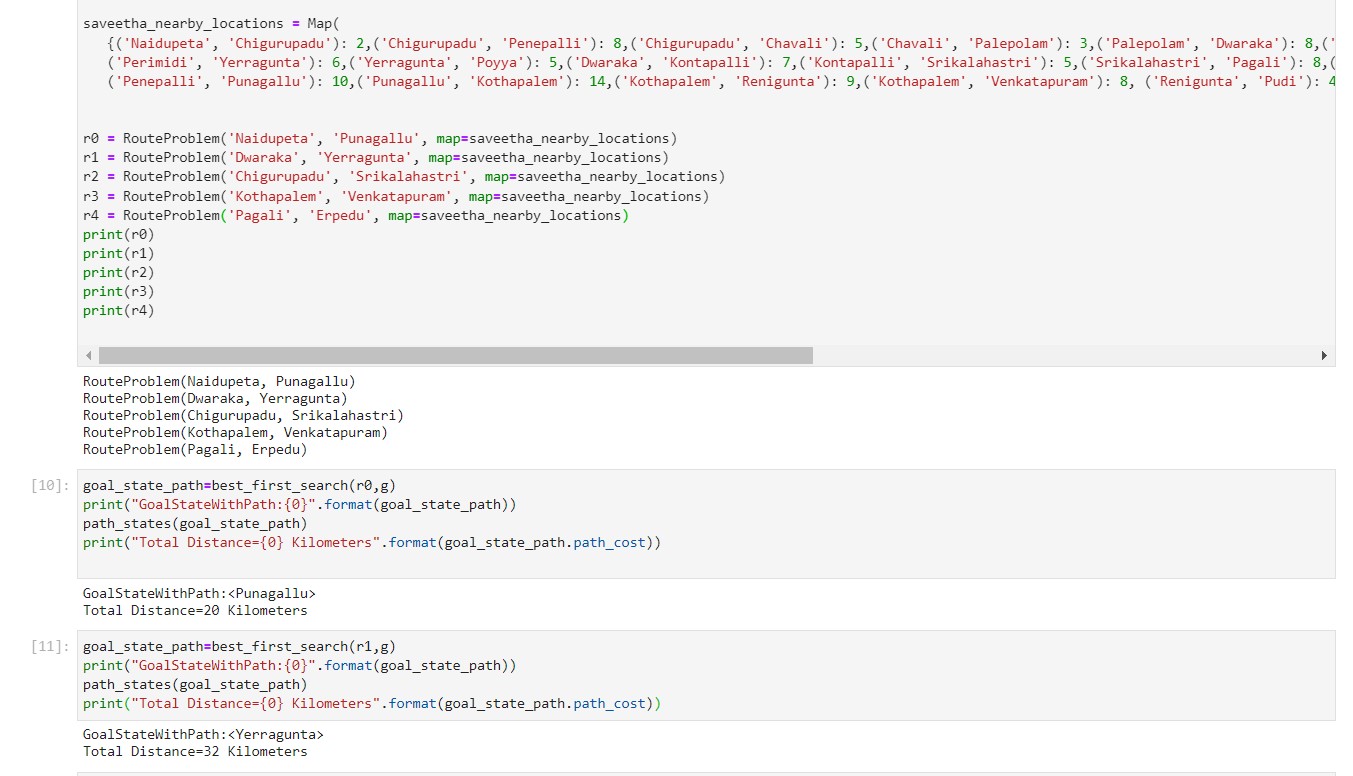 saveetha_nearby_locations = Map(
{('Naidupeta', 'Chigurupadu'): 2,('Chigurupadu', 'Penepalli'): 8,('Chigurupadu', 'Chavali'): 5,('Chavali', 'Palepolam'): 3,('Palepolam', 'Dwaraka'): 8,('
('Perimidi', 'Yerragunta'): 6,('Yerragunta', 'Poyya'): 5,('Dwaraka', 'Kontapalli'): 7,('Kontapalli', 'Srikalahastri'): 5,('Srikalahastri', 'Pagali'): 8,(
('Penepalli', 'Punagallu'): 10,('Punagallu', 'Kothapalem'): 14,('Kothapalem', 'Renigunta'): 9,('Kothapalem', 'Venkatapuram'): 8, ('Renigunta', 'Pudi'): 4
r0 = RouteProblem('Naidupeta', 'Punagallu', map=saveetha_nearby_locations)
r1 = RouteProblem('Dwaraka', 'Yerragunta', map=saveetha_nearby_locations)
r2 = RouteProblem('Chigurupadu', 'Srikalahastri', map=saveetha_nearby_locations)
r3 = RouteProblem('Kothapalem', 'Venkatapuram', map=saveetha_nearby_locations)
r4 = RouteProblem('Pagali', 'Erpedu', map=saveetha_nearby_locations)
print(r0)
print(r1)
print(r2)
print(r3)
print(r4)
RouteProblem(Naidupeta, Punagallu)
RouteProblem(Dwaraka, Yerragunta)
RouteProblem(Chigurupadu, Srikalahastri)
RouteProblem(Kothapalem, Venkatapuram)
RouteProblem(Pagali, Erpedu)
[10]: goal_state_path=best_first_search(r0,g)
print("GoalStateWithPath:{0}".format(goal_state_path))
path_states(goal_state_path)
print("Total Distance={0} Kilometers".format(goal_state_path.path_cost))
GoalStateWithPath:<Punagallu>
Total Distance=20 Kilometers
[11]: goal_state_path=best_first_search(r1,g)
print("GoalStateWithPath:{0}".format(goal_state_path))
path_states(goal_state_path)
print("Total Distance={0} Kilometers".format(goal_state_path.path_cost))
GoalStateWithPath:<Yerragunta>
Total Distance=32 Kilometers